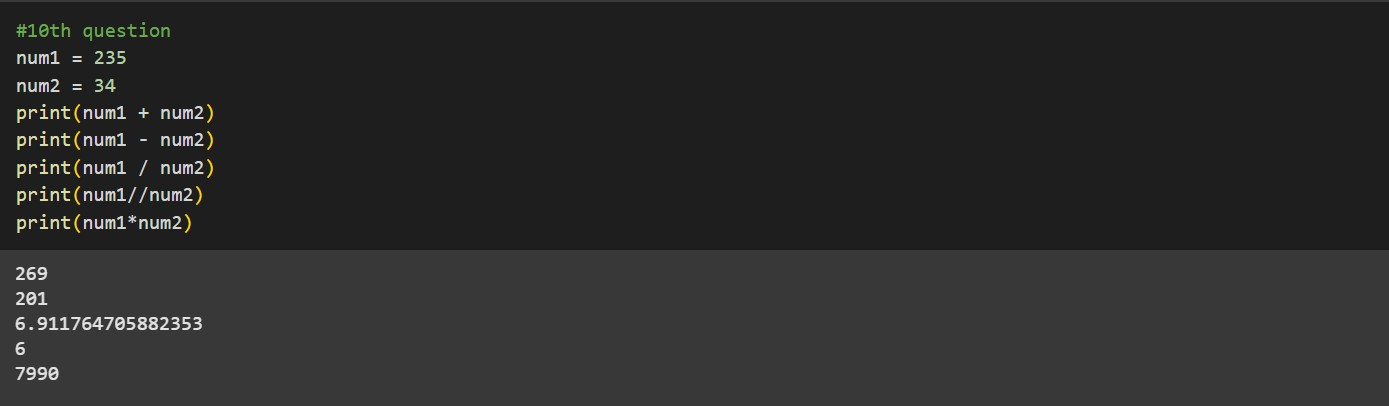 #10th question
num1 = 235
num2 = 34
print(num1 + num2)
print(num1 - num2)
print(num1 / num2)
print(num1//num2)
print(num1*num2)
269
201
6.911764705882353
6
7990